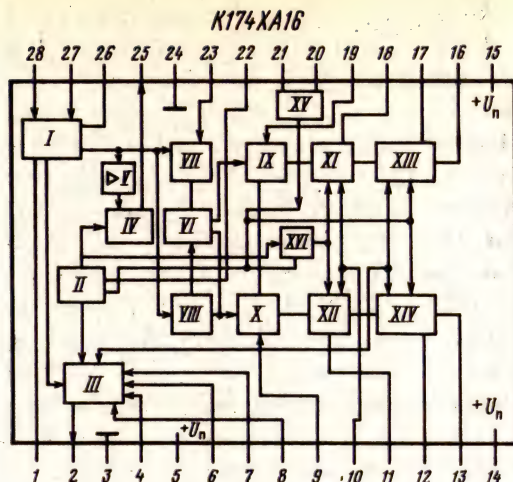 К174ХА16
28 27 26 25 24 23 22 21 20 19 18 17 16 15
XV
+Uп
I VII IX XI XIII
V
IV VI XVI
II VIII X XII XIV
III
+Uп +Uп
1 2 3 4 5 6 7 8 9 10 11 12 13 14